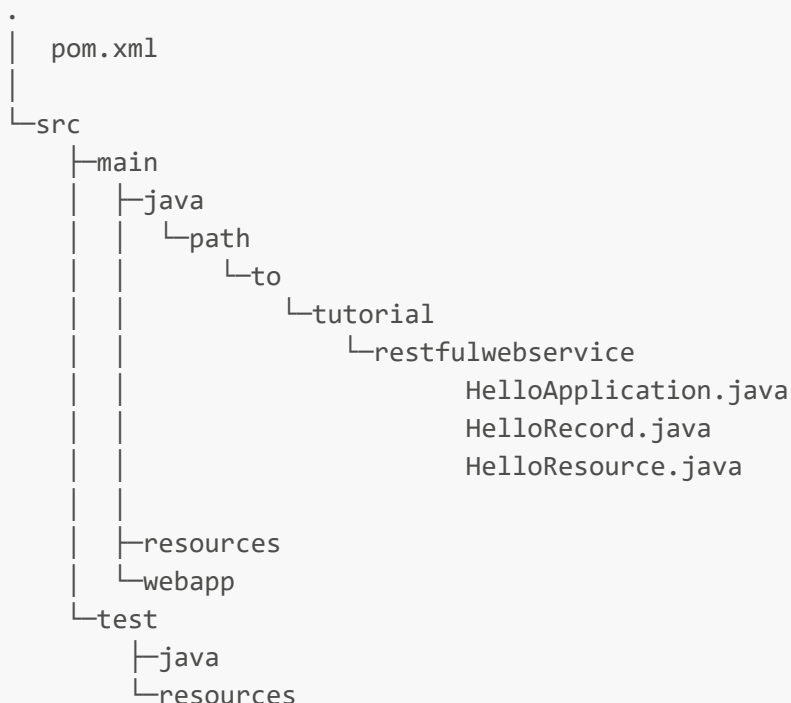 .
│   pom.xml
│
└─src
    ├─main
    │  ├─java
    │  │  └─path
    │  │      └─to
    │  │          └─tutorial
    │  │              └─restfulwebservice
    │  │                      HelloApplication.java
    │  │                      HelloRecord.java
    │  │                      HelloResource.java
    │  │
    │  ├─resources
    │  └─webapp
    └─test
        ├─java
        └─resources